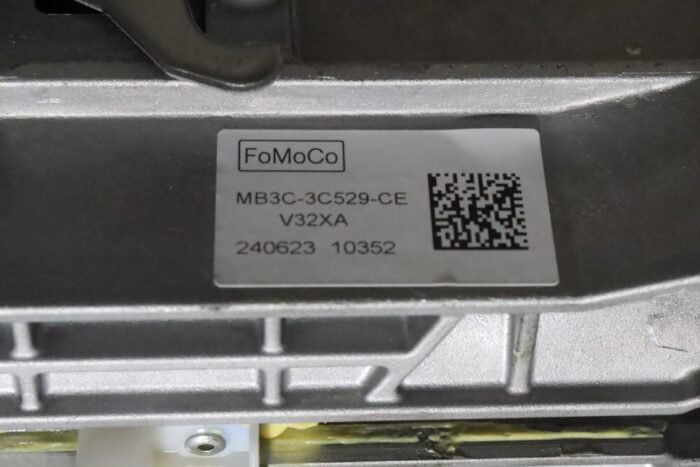 FoMoCo
MB3C-3C529-CE
V32XA
240623 10352